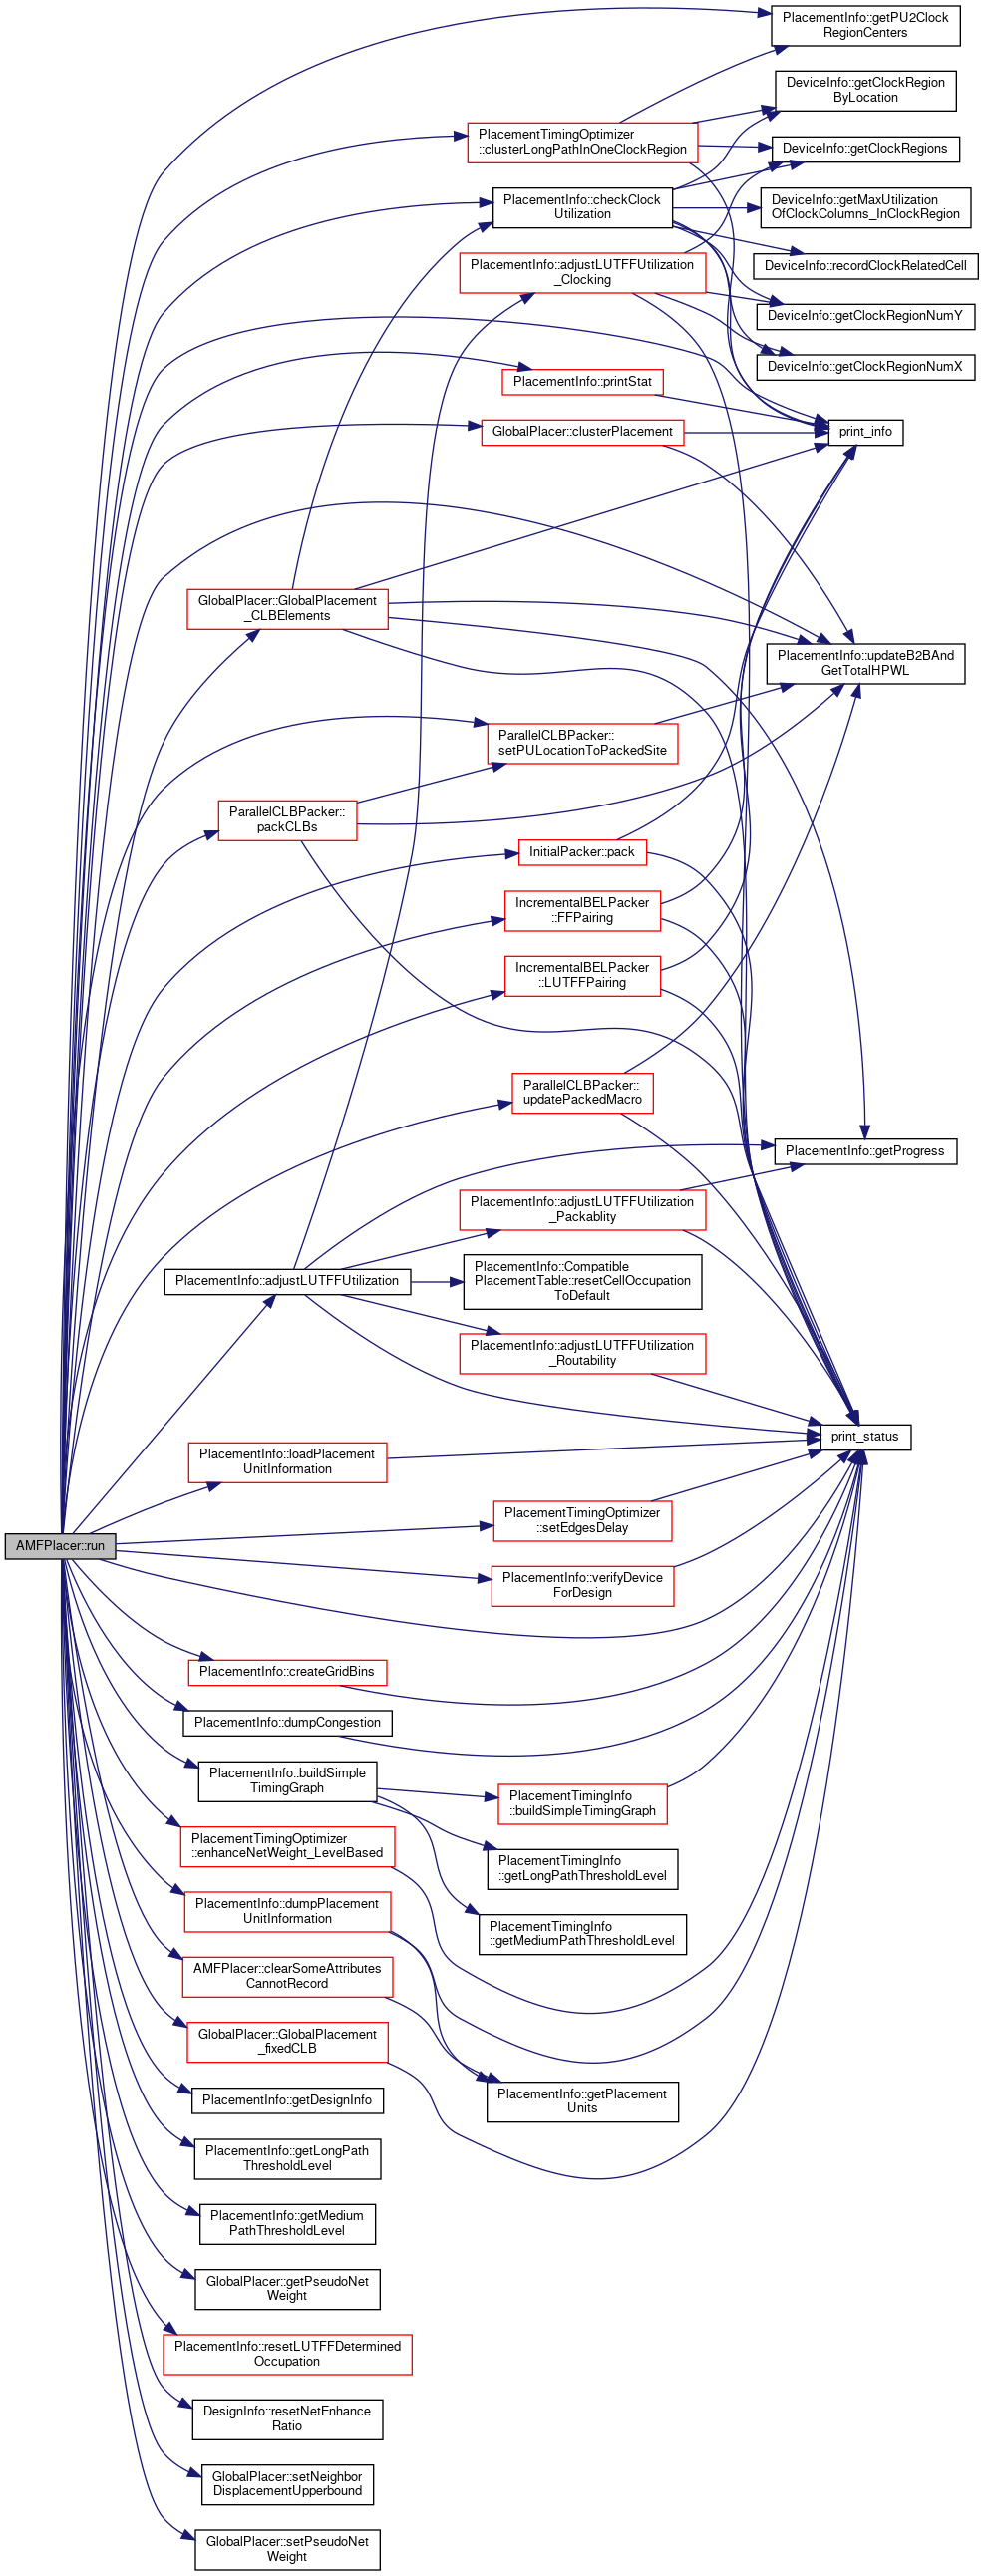 PlacementInfo::getPU2Clock
RegionCenters
DeviceInfo::getClockRegion
ByLocation
PlacementTimingOptimizer
::clusterLongPathInOneClockRegion
DeviceInfo::getClockRegions
PlacementInfo::checkClock
Utilization
DeviceInfo::getMaxUtilization
OfClockColumns_InClockRegion
PlacementInfo::adjustLUTFFUtilization
_Clocking
DeviceInfo::recordClockRelatedCell
DeviceInfo::getClockRegionNumY
DeviceInfo::getClockRegionNumX
PlacementInfo::printStat
GlobalPlacer::clusterPlacement
print_info
GlobalPlacer::GlobalPlacement
_CLBElements
PlacementInfo::updateB2BAnd
GetTotalHPWL
ParallelCLBPacker::
setPULocationToPackedSite
ParallelCLBPacker::
packCLBs
InitialPacker::pack
IncrementalBELPacker
::FFPairing
IncrementalBELPacker
::LUTFFPairing
ParallelCLBPacker::
updatePackedMacro
PlacementInfo::getProgress
PlacementInfo::adjustLUTFFUtilization
_Packablity
PlacementInfo::adjustLUTFFUtilization
PlacementInfo::Compatible
PlacementTable::resetCellOccupation
ToDefault
PlacementInfo::adjustLUTFFUtilization
_Routability
print_status
PlacementInfo::loadPlacement
UnitInformation
PlacementTimingOptimizer
::setEdgesDelay
AMFPlacer::run
PlacementInfo::verifyDevice
ForDesign
PlacementInfo::createGridBins
PlacementInfo::dumpCongestion
PlacementInfo::buildSimple
TimingGraph
PlacementTimingInfo
::buildSimpleTimingGraph
PlacementTimingOptimizer
::enhanceNetWeight_LevelBased
PlacementTimingInfo
::getLongPathThresholdLevel
PlacementInfo::dumpPlacement
UnitInformation
PlacementTimingInfo
::getMediumPathThresholdLevel
AMFPlacer::clearSomeAttributes
CannotRecord
GlobalPlacer::GlobalPlacement
_fixedCLB
PlacementInfo::getPlacement
Units
PlacementInfo::getDesignInfo
PlacementInfo::getLongPath
ThresholdLevel
PlacementInfo::getMedium
PathThresholdLevel
GlobalPlacer::getPseudoNet
Weight
PlacementInfo::resetLUTFFDetermined
Occupation
DesignInfo::resetNetEnhance
Ratio
GlobalPlacer::setNeighbor
DisplacementUpperbound
GlobalPlacer::setPseudoNet
Weight